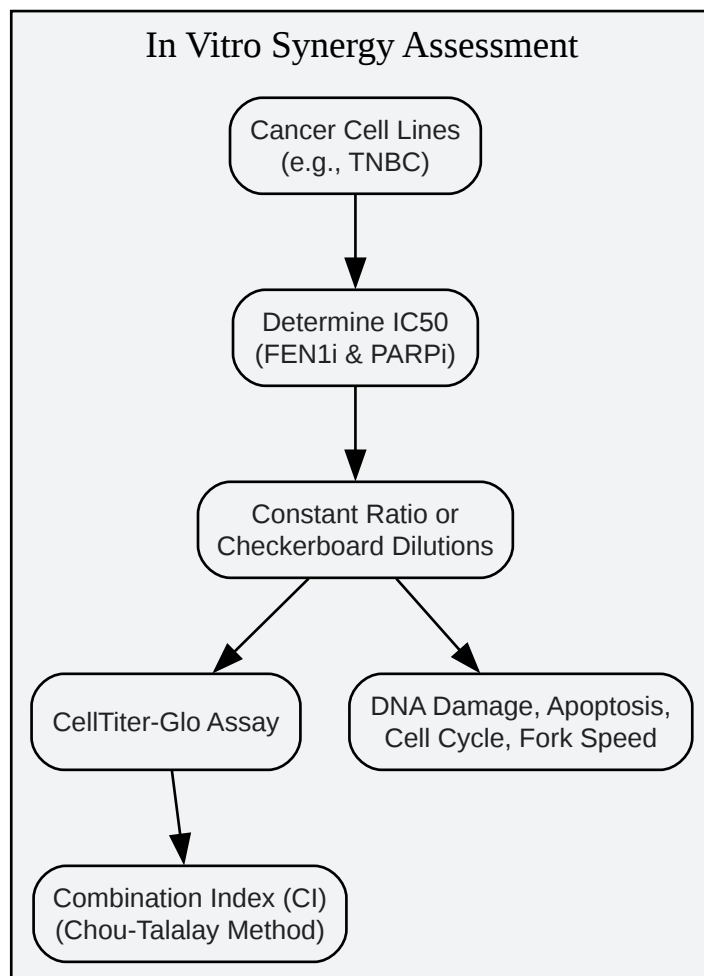 In Vitro Synergy Assessment
Cancer Cell Lines
(e.g., TNBC)
Determine IC50
(FEN1i & PARPi)
Constant Ratio or
Checkerboard Dilutions
CellTiter-Glo Assay
DNA Damage, Apoptosis,
Cell Cycle, Fork Speed
Combination Index (CI)
(Chou-Talalay Method)